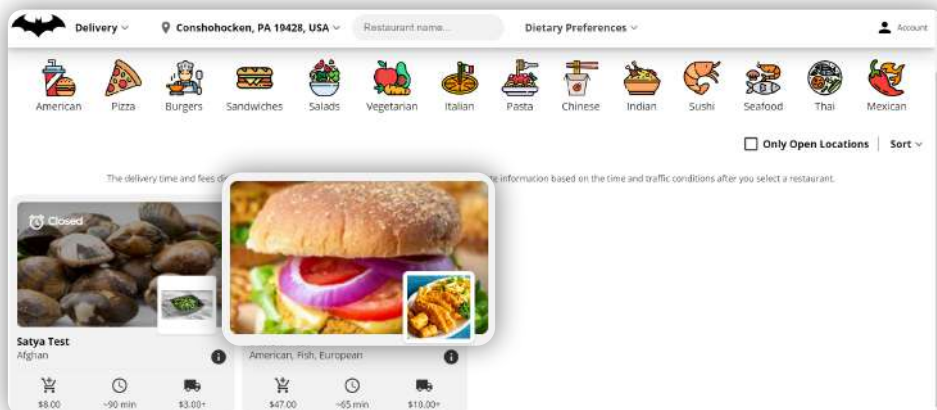 Delivery
Conshohocken, PA 19428, USA
Restaurant name...
Dietary Preferences
Account
American
Pizza
Burgers
Sandwiches
Salads
Vegetarian
Italian
Pasta
Chinese
Indian
Sushi
Seafood
Thai
Mexican
Only Open Locations
Sort
The delivery time and fees
information based on the time and traffic conditions after you select a restaurant.
Closed
Satya Test
Afghan
American, Fish, European
$8.00
~90 min
$3.00+
$47.00
~65 min
$10.00+